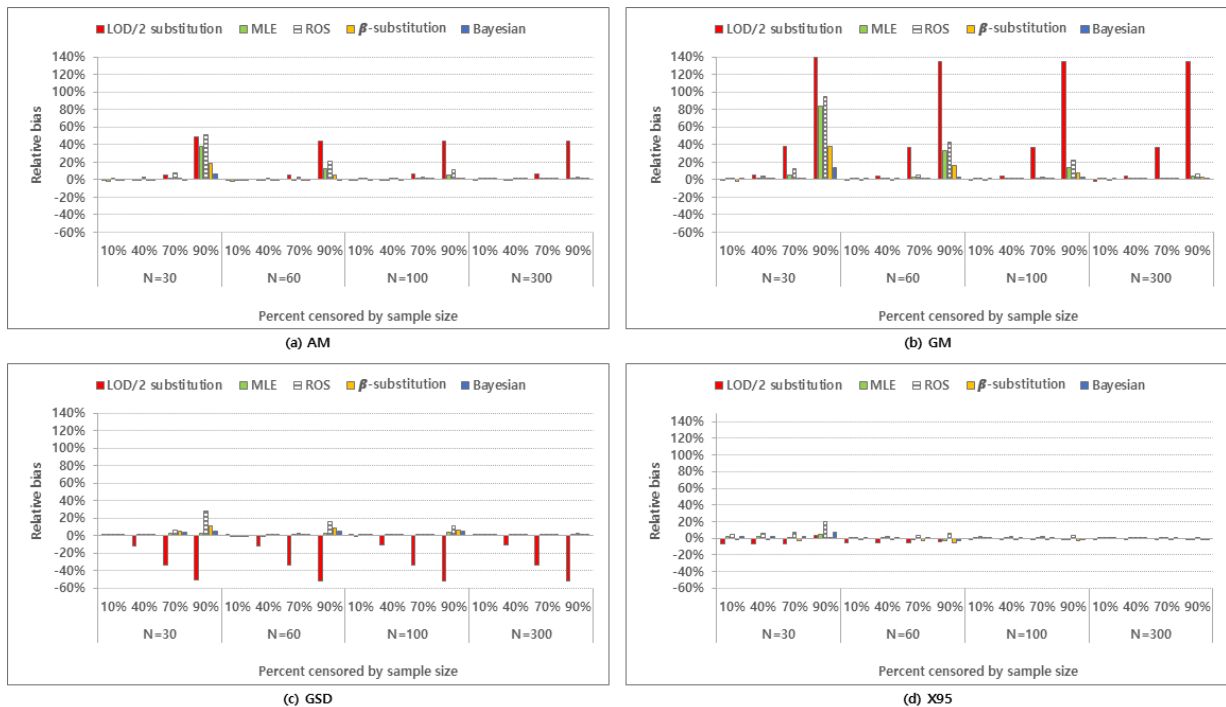 LOD/2 substitution MLE ROS β-substitution Bayesian
140%
120%
100%
80%
60%
40%
20%
0%
-20%
-40%
-60%
Relative bias
10% 40% 70% 90% 10% 40% 70% 90% 10% 40% 70% 90% 10% 40% 70% 90%
N=30 N=60 N=100 N=300
Percent censored by sample size
(a) AM
LOD/2 substitution MLE ROS β-substitution Bayesian
140%
120%
100%
80%
60%
40%
20%
0%
-20%
-40%
-60%
Relative bias
10% 40% 70% 90% 10% 40% 70% 90% 10% 40% 70% 90% 10% 40% 70% 90%
N=30 N=60 N=100 N=300
Percent censored by sample size
(b) GM
LOD/2 substitution MLE ROS β-substitution Bayesian
140%
120%
100%
80%
60%
40%
20%
0%
-20%
-40%
-60%
Relative bias
10% 40% 70% 90% 10% 40% 70% 90% 10% 40% 70% 90% 10% 40% 70% 90%
N=30 N=60 N=100 N=300
Percent censored by sample size
(c) GSD
LOD/2 substitution MLE ROS β-substitution Bayesian
140%
120%
100%
80%
60%
40%
20%
0%
-20%
-40%
-60%
Relative bias
10% 40% 70% 90% 10% 40% 70% 90% 10% 40% 70% 90% 10% 40% 70% 90%
N=30 N=60 N=100 N=300
Percent censored by sample size
(d) X95